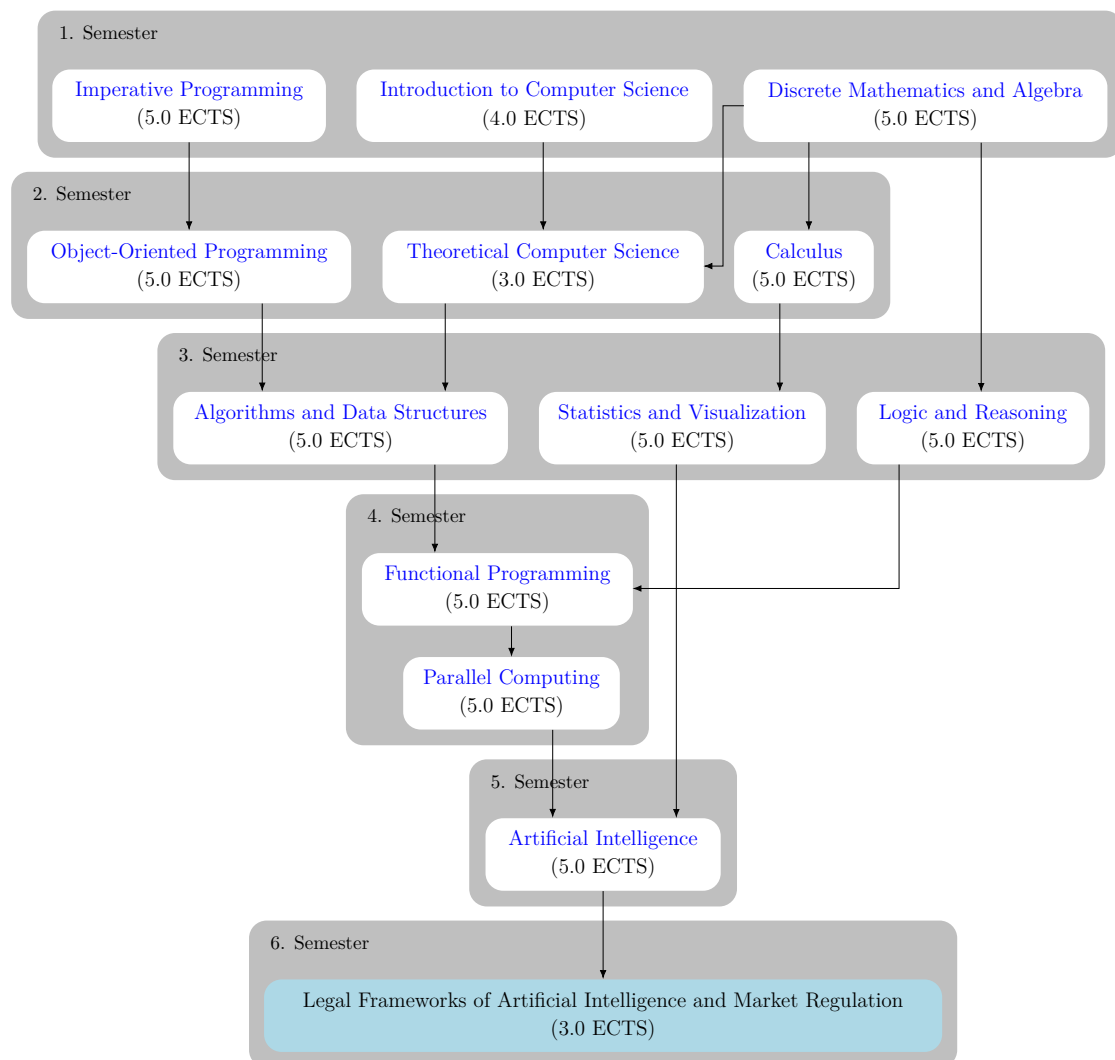 1. Semester
Imperative Programming
(5.0 ECTS)
Introduction to Computer Science
(4.0 ECTS)
Discrete Mathematics and Algebra
(5.0 ECTS)
2. Semester
Object-Oriented Programming
(5.0 ECTS)
Theoretical Computer Science
(3.0 ECTS)
Calculus
(5.0 ECTS)
3. Semester
Algorithms and Data Structures
(5.0 ECTS)
Statistics and Visualization
(5.0 ECTS)
Logic and Reasoning
(5.0 ECTS)
4. Semester
Functional Programming
(5.0 ECTS)
Parallel Computing
(5.0 ECTS)
5. Semester
Artificial Intelligence
(5.0 ECTS)
6. Semester
Legal Frameworks of Artificial Intelligence and Market Regulation
(3.0 ECTS)